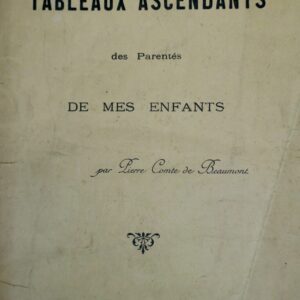 TABLEAUX ASCENDANTS
des Parentés
DE MES ENFANTS
par Pierre Comte de Beaumont.